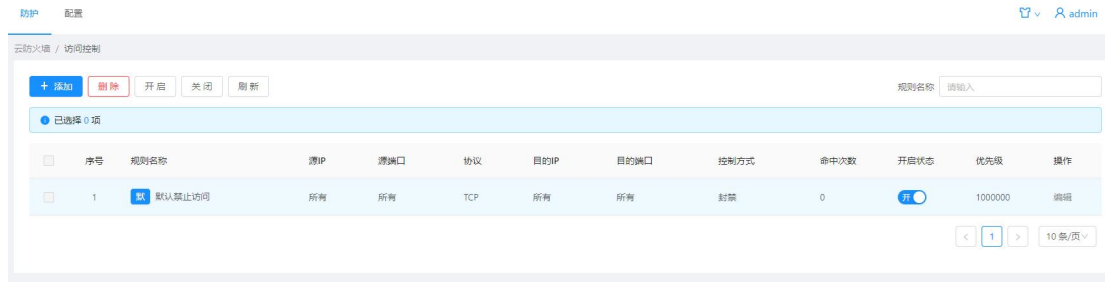 防护 配置 admin
云防火墙 / 访问控制
+ 添加 删除 开启 关闭 刷新 规则名称 请输入
已选择 0 项
序号 规则名称 源IP 源端口 协议 目的IP 目的端口 控制方式 命中次数 开启状态 优先级 操作
1 默 默认禁止访问 所有 所有 TCP 所有 所有 封禁 0 开 1000000 编辑
< 1 > 10 条/页